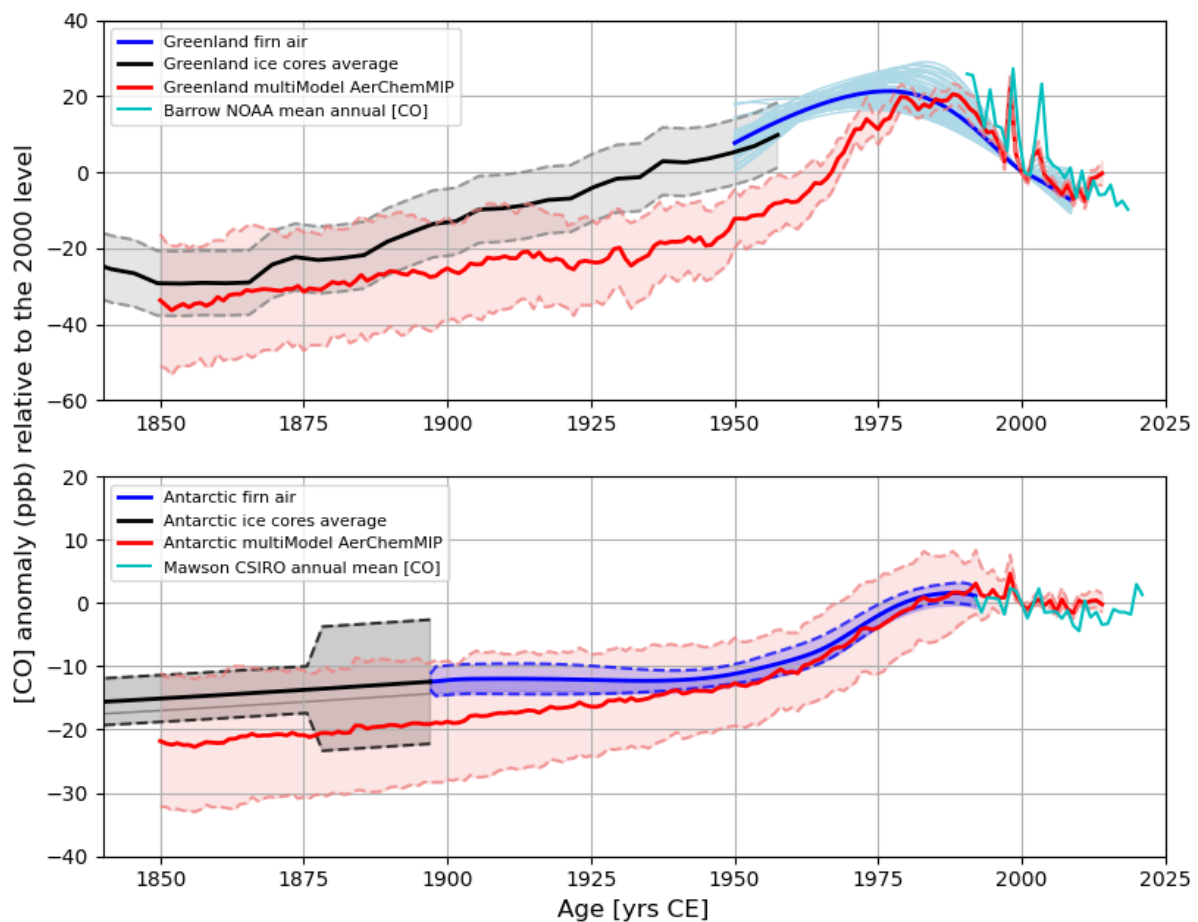 [CO] anomaly (ppb) relative to the 2000 level
40
20
0
−20
−40
−60
Greenland firn air
Greenland ice cores average
Greenland multiModel AerChemMIP
Barrow NOAA mean annual [CO]
1850 1875 1900 1925 1950 1975 2000 2025
20
10
0
−10
−20
−30
−40
Antarctic firn air
Antarctic ice cores average
Antarctic multiModel AerChemMIP
Mawson CSIRO annual mean [CO]
1850 1875 1900 1925 1950 1975 2000 2025
Age [yrs CE]